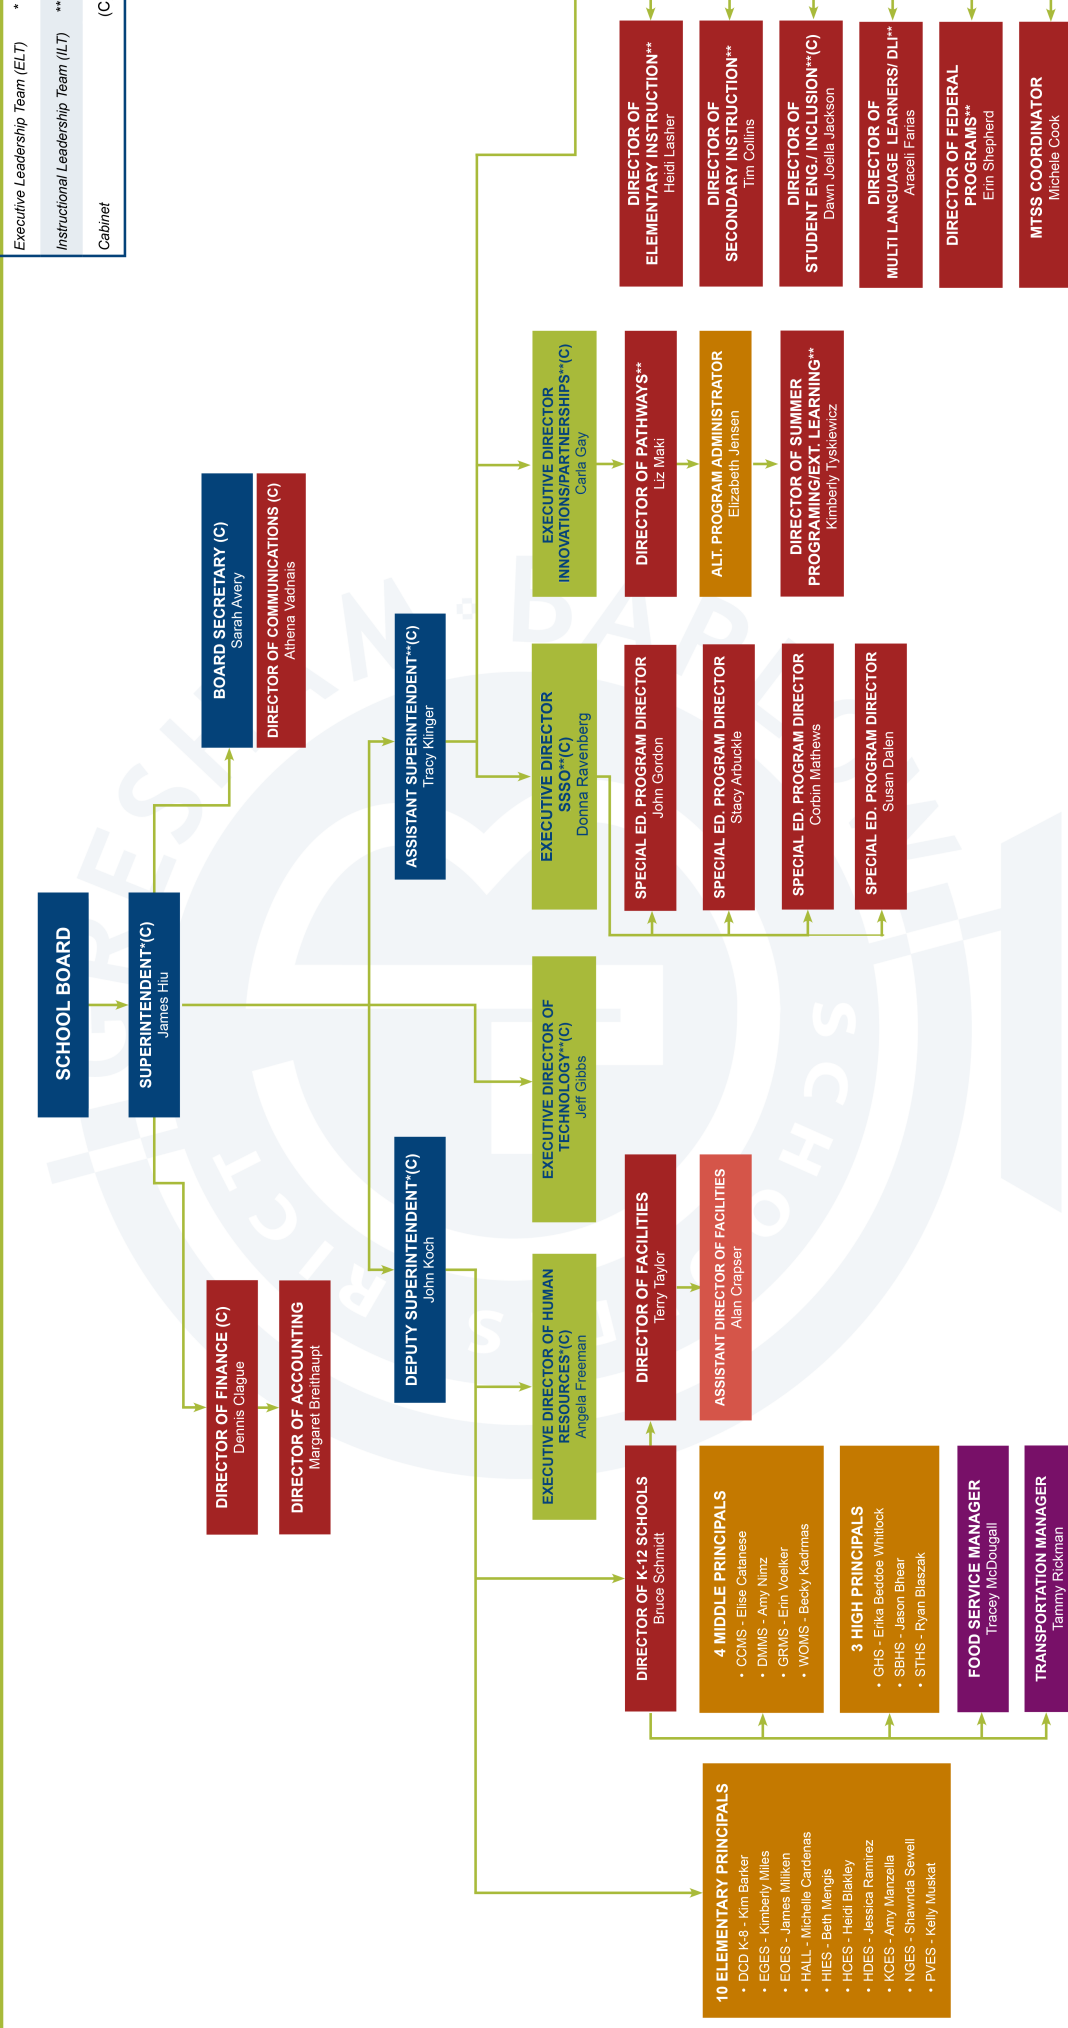 Executive Leadership Team (ELT) *
Instructional Leadership Team (ILT) **
Cabinet (C
SCHOOL BOARD
SUPERINTENDENT*(C)
James Hiu
BOARD SECRETARY (C)
Sarah Avery
DIRECTOR OF COMMUNICATIONS (C)
Athena Vadnais
DIRECTOR OF FINANCE (C)
Dennis Clague
DIRECTOR OF ACCOUNTING
Margaret Breithaupt
DEPUTY SUPERINTENDENT*(C)
John Koch
ASSISTANT SUPERINTENDENT**(C)
Tracy Klinger
EXECUTIVE DIRECTOR OF HUMAN
RESOURCES*(C)
Angela Freeman
EXECUTIVE DIRECTOR OF
TECHNOLOGY**(C)
Jeff Gibbs
EXECUTIVE DIRECTOR
SSSO**(C)
Donna Ravenberg
EXECUTIVE DIRECTOR
INNOVATIONS/PARTNERSHIPS**(C)
Carla Gay
10 ELEMENTARY PRINCIPALS
• DCD K-8 - Kim Barker
• EGES - Kimberly Miles
• EOES - James Miliken
• HALL - Michelle Cardenas
• HIES - Beth Mengis
• HCES - Heidi Blakley
• HDES - Jessica Ramirez
• KCES - Amy Manzella
• NGES - Shawnda Sewell
• PVES - Kelly Muskat
DIRECTOR OF K-12 SCHOOLS
Bruce Schmidt
4 MIDDLE PRINCIPALS
• CCMS - Elise Catanese
• DMMS - Amy Nimz
• GRMS - Erin Voelker
• WOMS - Becky Kadrmas
3 HIGH PRINCIPALS
• GHS - Erika Beddoe Whitlock
• SBHS - Jason Bhear
• STHS - Ryan Blaszak
FOOD SERVICE MANAGER
Tracey McDougall
TRANSPORTATION MANAGER
Tammy Rickman
DIRECTOR OF FACILITIES
Terry Taylor
ASSISTANT DIRECTOR OF FACILITIES
Alan Crapser
SPECIAL ED. PROGRAM DIRECTOR
John Gordon
SPECIAL ED. PROGRAM DIRECTOR
Stacy Arbuckle
SPECIAL ED. PROGRAM DIRECTOR
Corbin Mathews
SPECIAL ED. PROGRAM DIRECTOR
Susan Dalen
DIRECTOR OF PATHWAYS**
Liz Maki
ALT. PROGRAM ADMINISTRATOR
Elizabeth Jensen
DIRECTOR OF SUMMER
PROGRAMING/EXT. LEARNING**
Kimberly Tyskiewicz
DIRECTOR OF
ELEMENTARY INSTRUCTION**
Heidi Lasher
DIRECTOR OF
SECONDARY INSTRUCTION**
Tim Collins
DIRECTOR OF
STUDENT ENG./ INCLUSION**(C)
Dawn Joella Jackson
DIRECTOR OF
MULTI LANGUAGE LEARNERS/ DLI**
Araceli Farias
DIRECTOR OF FEDERAL
PROGRAMS**
Erin Shepherd
MTSS COORDINATOR
Michele Cook
GRESHAM · BARLOW
SCHOOL DISTRICT